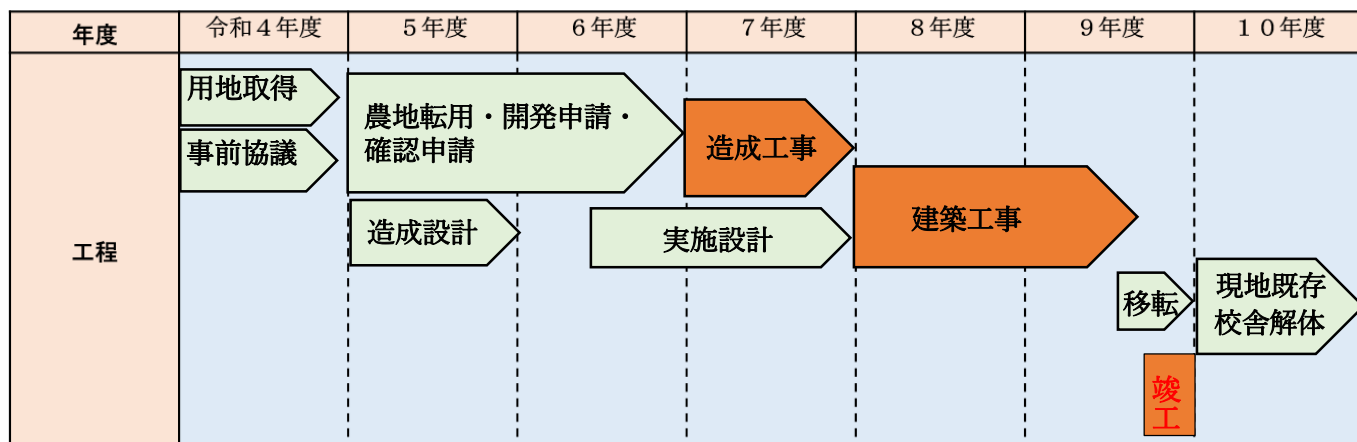 年度
令和４年度
５年度
６年度
７年度
８年度
９年度
１０年度
工程
用地取得
事前協議
農地転用・開発申請・
確認申請
造成設計
造成工事
実施設計
建築工事
移転
現地既存
校舎解体
竣
工